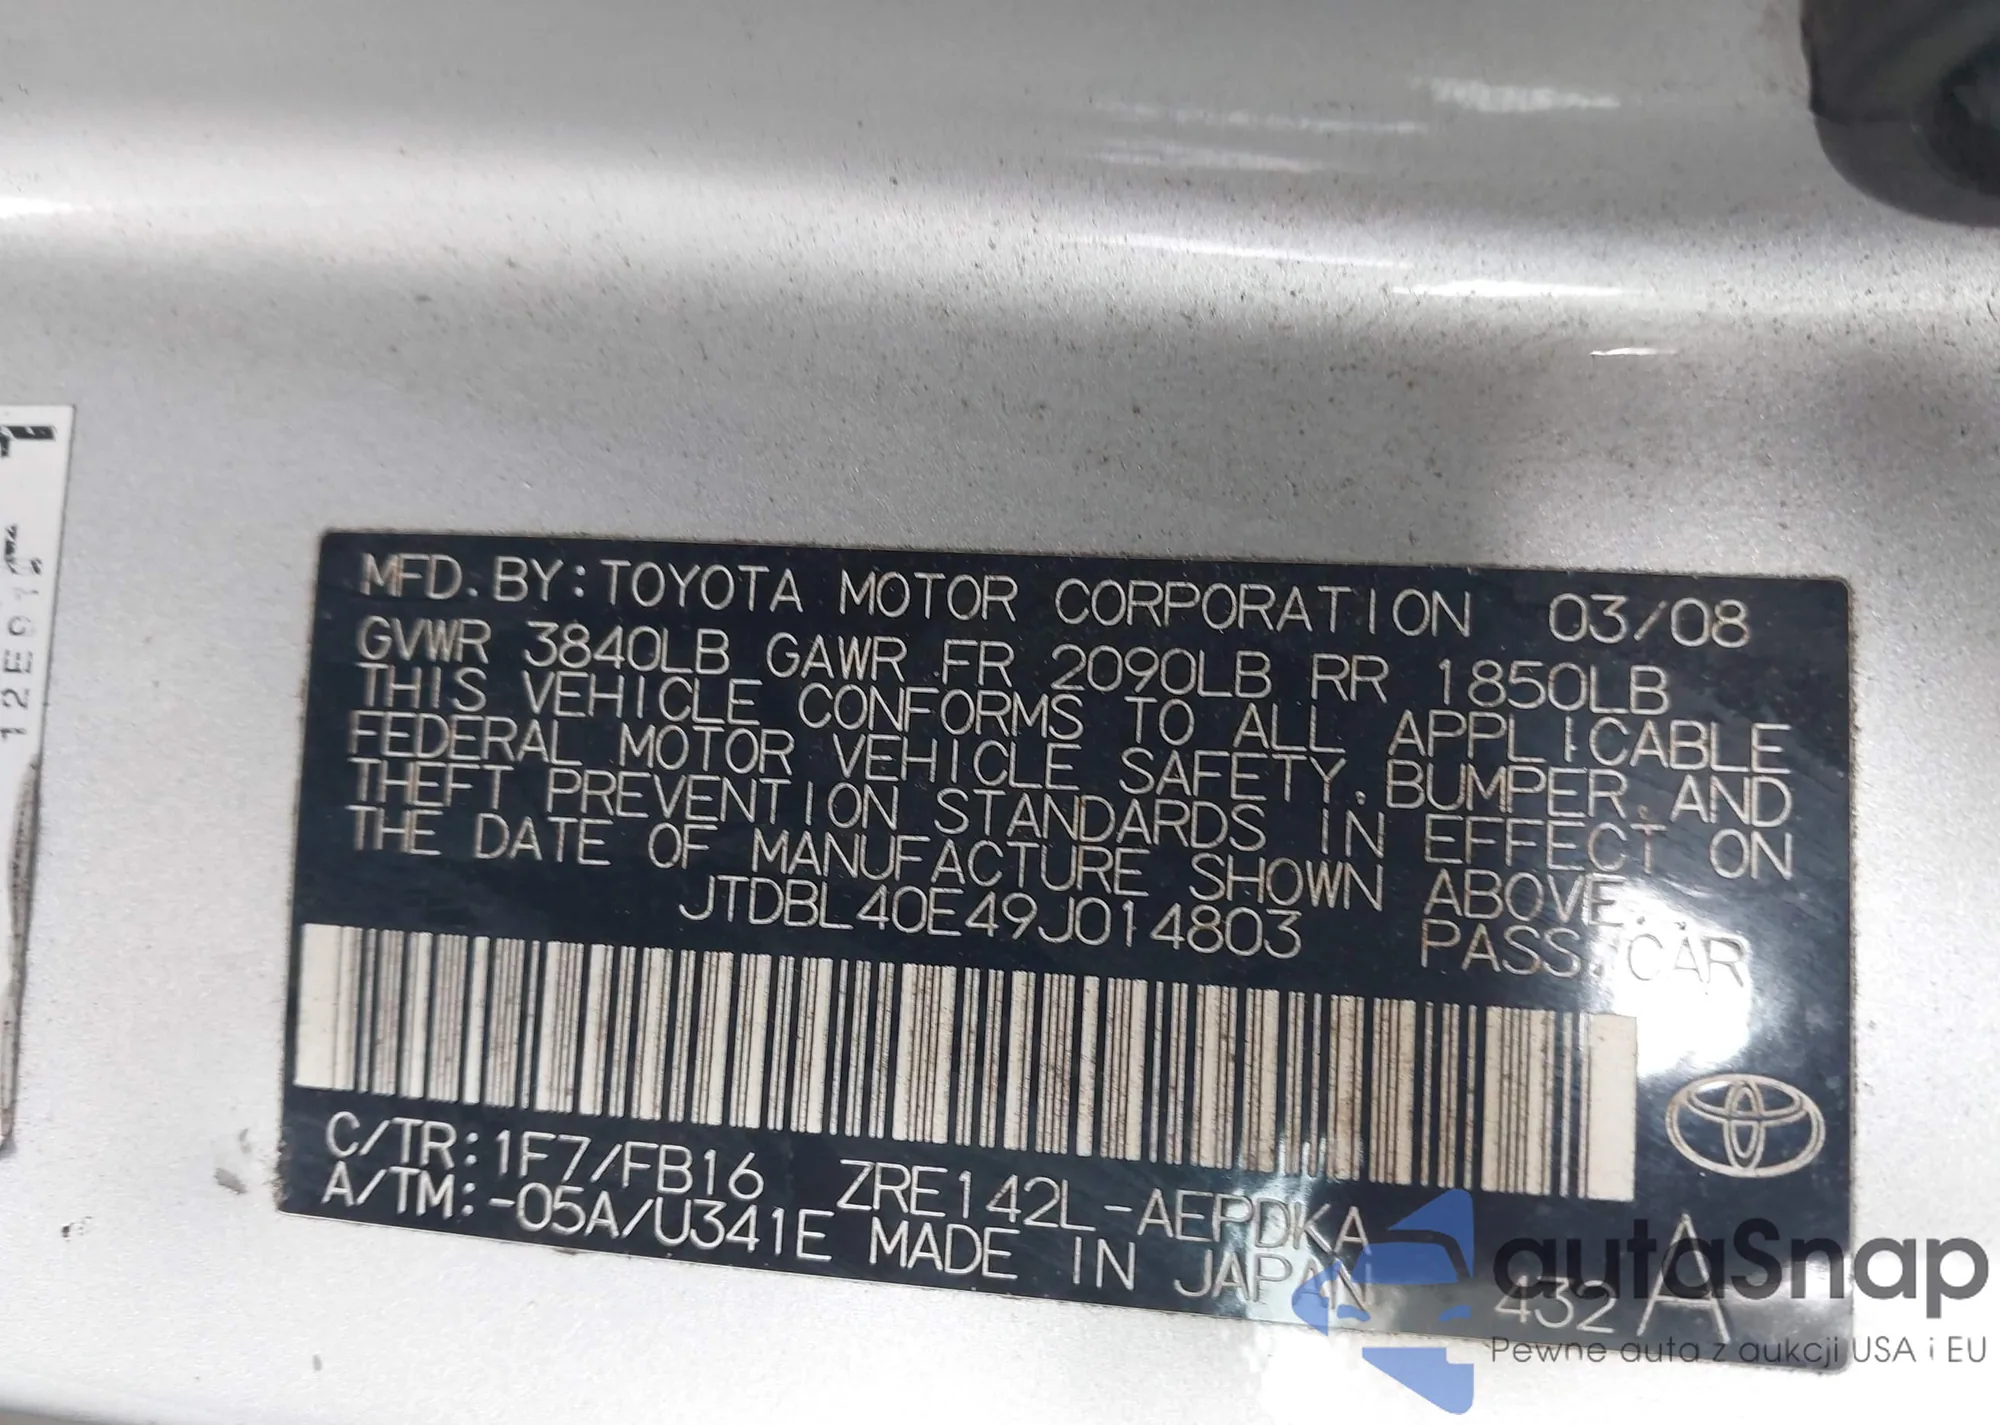 MFD. BY: TOYOTA MOTOR CORPORATION 03/08
GVWR 3840LB GAWR FR 2090LB RR 1850LB
THIS VEHICLE CONFORMS TO ALL APPLICABLE
FEDERAL MOTOR VEHICLE SAFETY, BUMPER, AND
THEFT PREVENTION STANDARDS IN EFFECT ON
THE DATE OF MANUFACTURE SHOWN ABOVE.
JTDBL40E49J014803 PASS. CAR
C/TR: 1F7/FB16 ZRE142L-AEPDKA
A/TM: -05A/U341E MADE IN JAPAN 432 A
autaSnap
Pewne auta z aukcji USA i EU